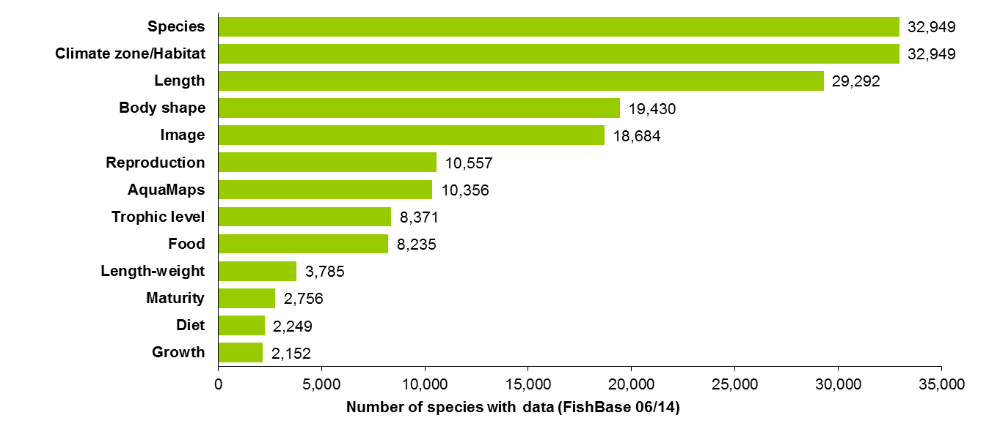 Species 32,949
Climate zone/Habitat 32,949
Length 29,292
Body shape 19,430
Image 18,684
Reproduction 10,557
AquaMaps 10,356
Trophic level 8,371
Food 8,235
Length-weight 3,785
Maturity 2,756
Diet 2,249
Growth 2,152
0 5,000 10,000 15,000 20,000 25,000 30,000 35,000
Number of species with data (FishBase 06/14)